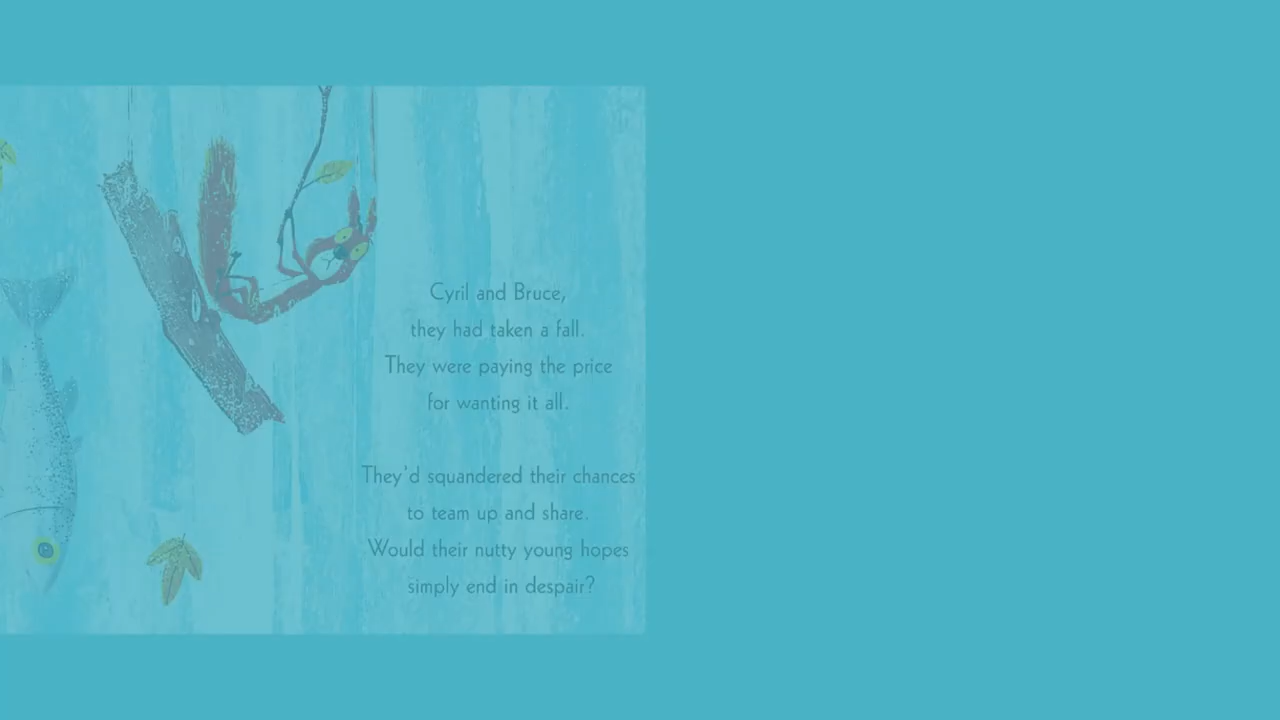 Cyril and Bruce,
they had taken a fall.
They were paying the price
for wanting it all.
They'd squandered their chances
to team up and share.
Would their nutty young hopes
simply end in despair?